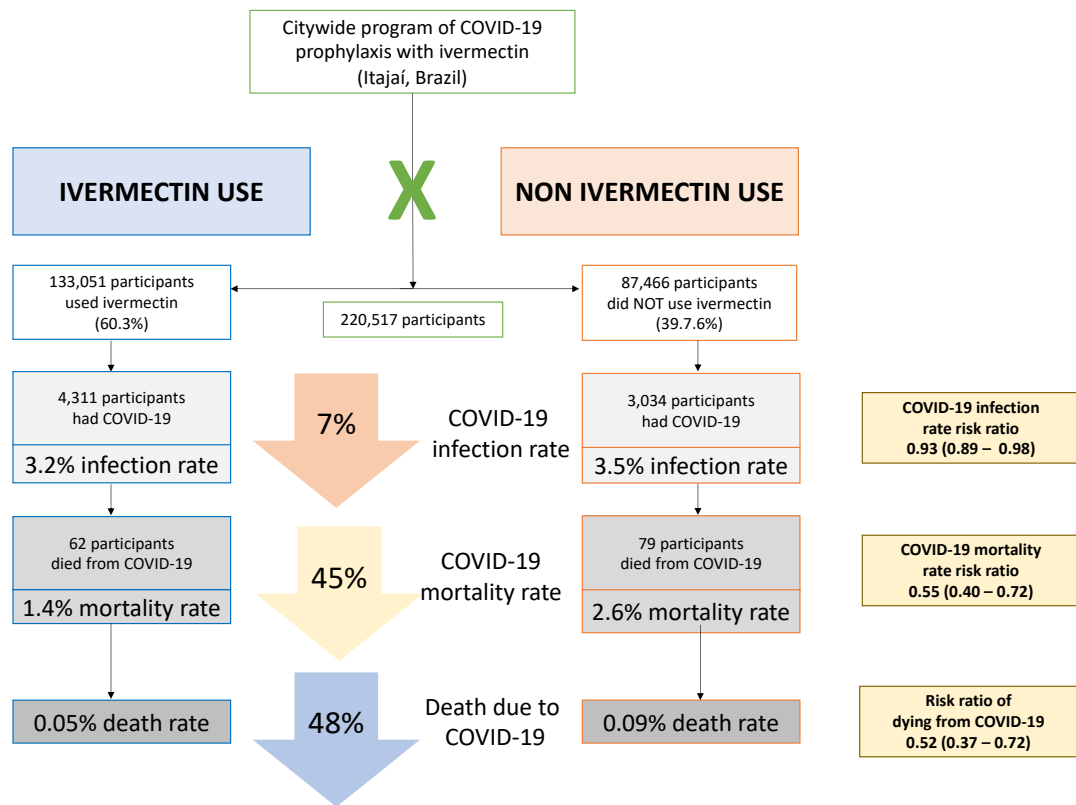 Citywide program of COVID-19
prophylaxis with ivermectin
(Itajaí, Brazil)
IVERMECTIN USE
X
NON IVERMECTIN USE
133,051 participants
used ivermectin
(60.3%)
220,517 participants
87,466 participants
did NOT use ivermectin
(39.7.6%)
4,311 participants
had COVID-19
3.2% infection rate
7%
COVID-19
infection rate
3,034 participants
had COVID-19
3.5% infection rate
COVID-19 infection
rate risk ratio
0.93 (0.89 – 0.98)
62 participants
died from COVID-19
1.4% mortality rate
45%
COVID-19
mortality rate
79 participants
died from COVID-19
2.6% mortality rate
COVID-19 mortality
rate risk ratio
0.55 (0.40 – 0.72)
0.05% death rate
48%
Death due to
COVID-19
0.09% death rate
Risk ratio of
dying from COVID-19
0.52 (0.37 – 0.72)